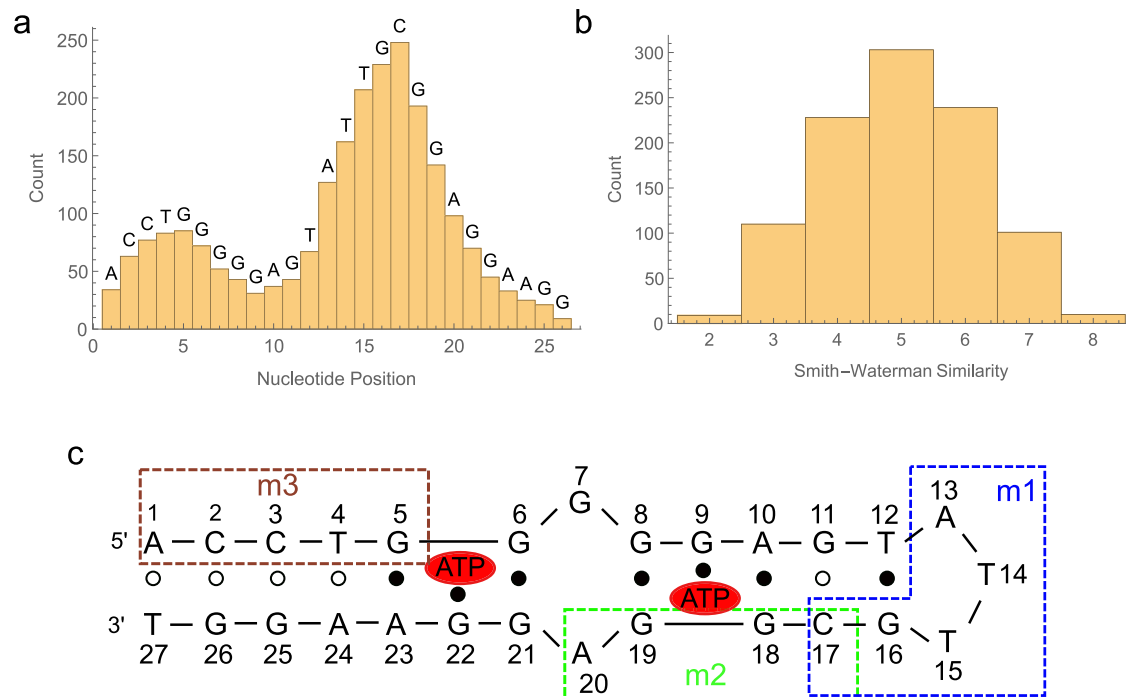 a
250
200
150
100
50
0
Count
A C C T G G G G G A G T A T T G C G G A G G A A G G
0 5 10 15 20 25
Nucleotide Position
b
300
250
200
150
100
50
0
Count
2 3 4 5 6 7 8
Smith–Waterman Similarity
c
m3
m1
1 2 3 4 5 6 7 8 9 10 11 12 13
5' A C C T G G G G G A G T A
ATP
T 14
ATP
3' T G G A A G G A G G C G T
27 26 25 24 23 22 21 20 19 18 17 16 15
m2